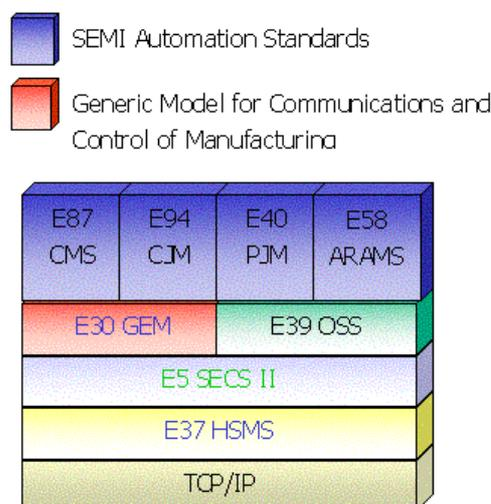 SEMI Automation Standards
Generic Model for Communications and
Control of Manufacturing
E87 E94 E40 E58
CMS CJM PJM ARAMS
E30 GEM E39 OSS
E5 SECS II
E37 HSMS
TCP/IP